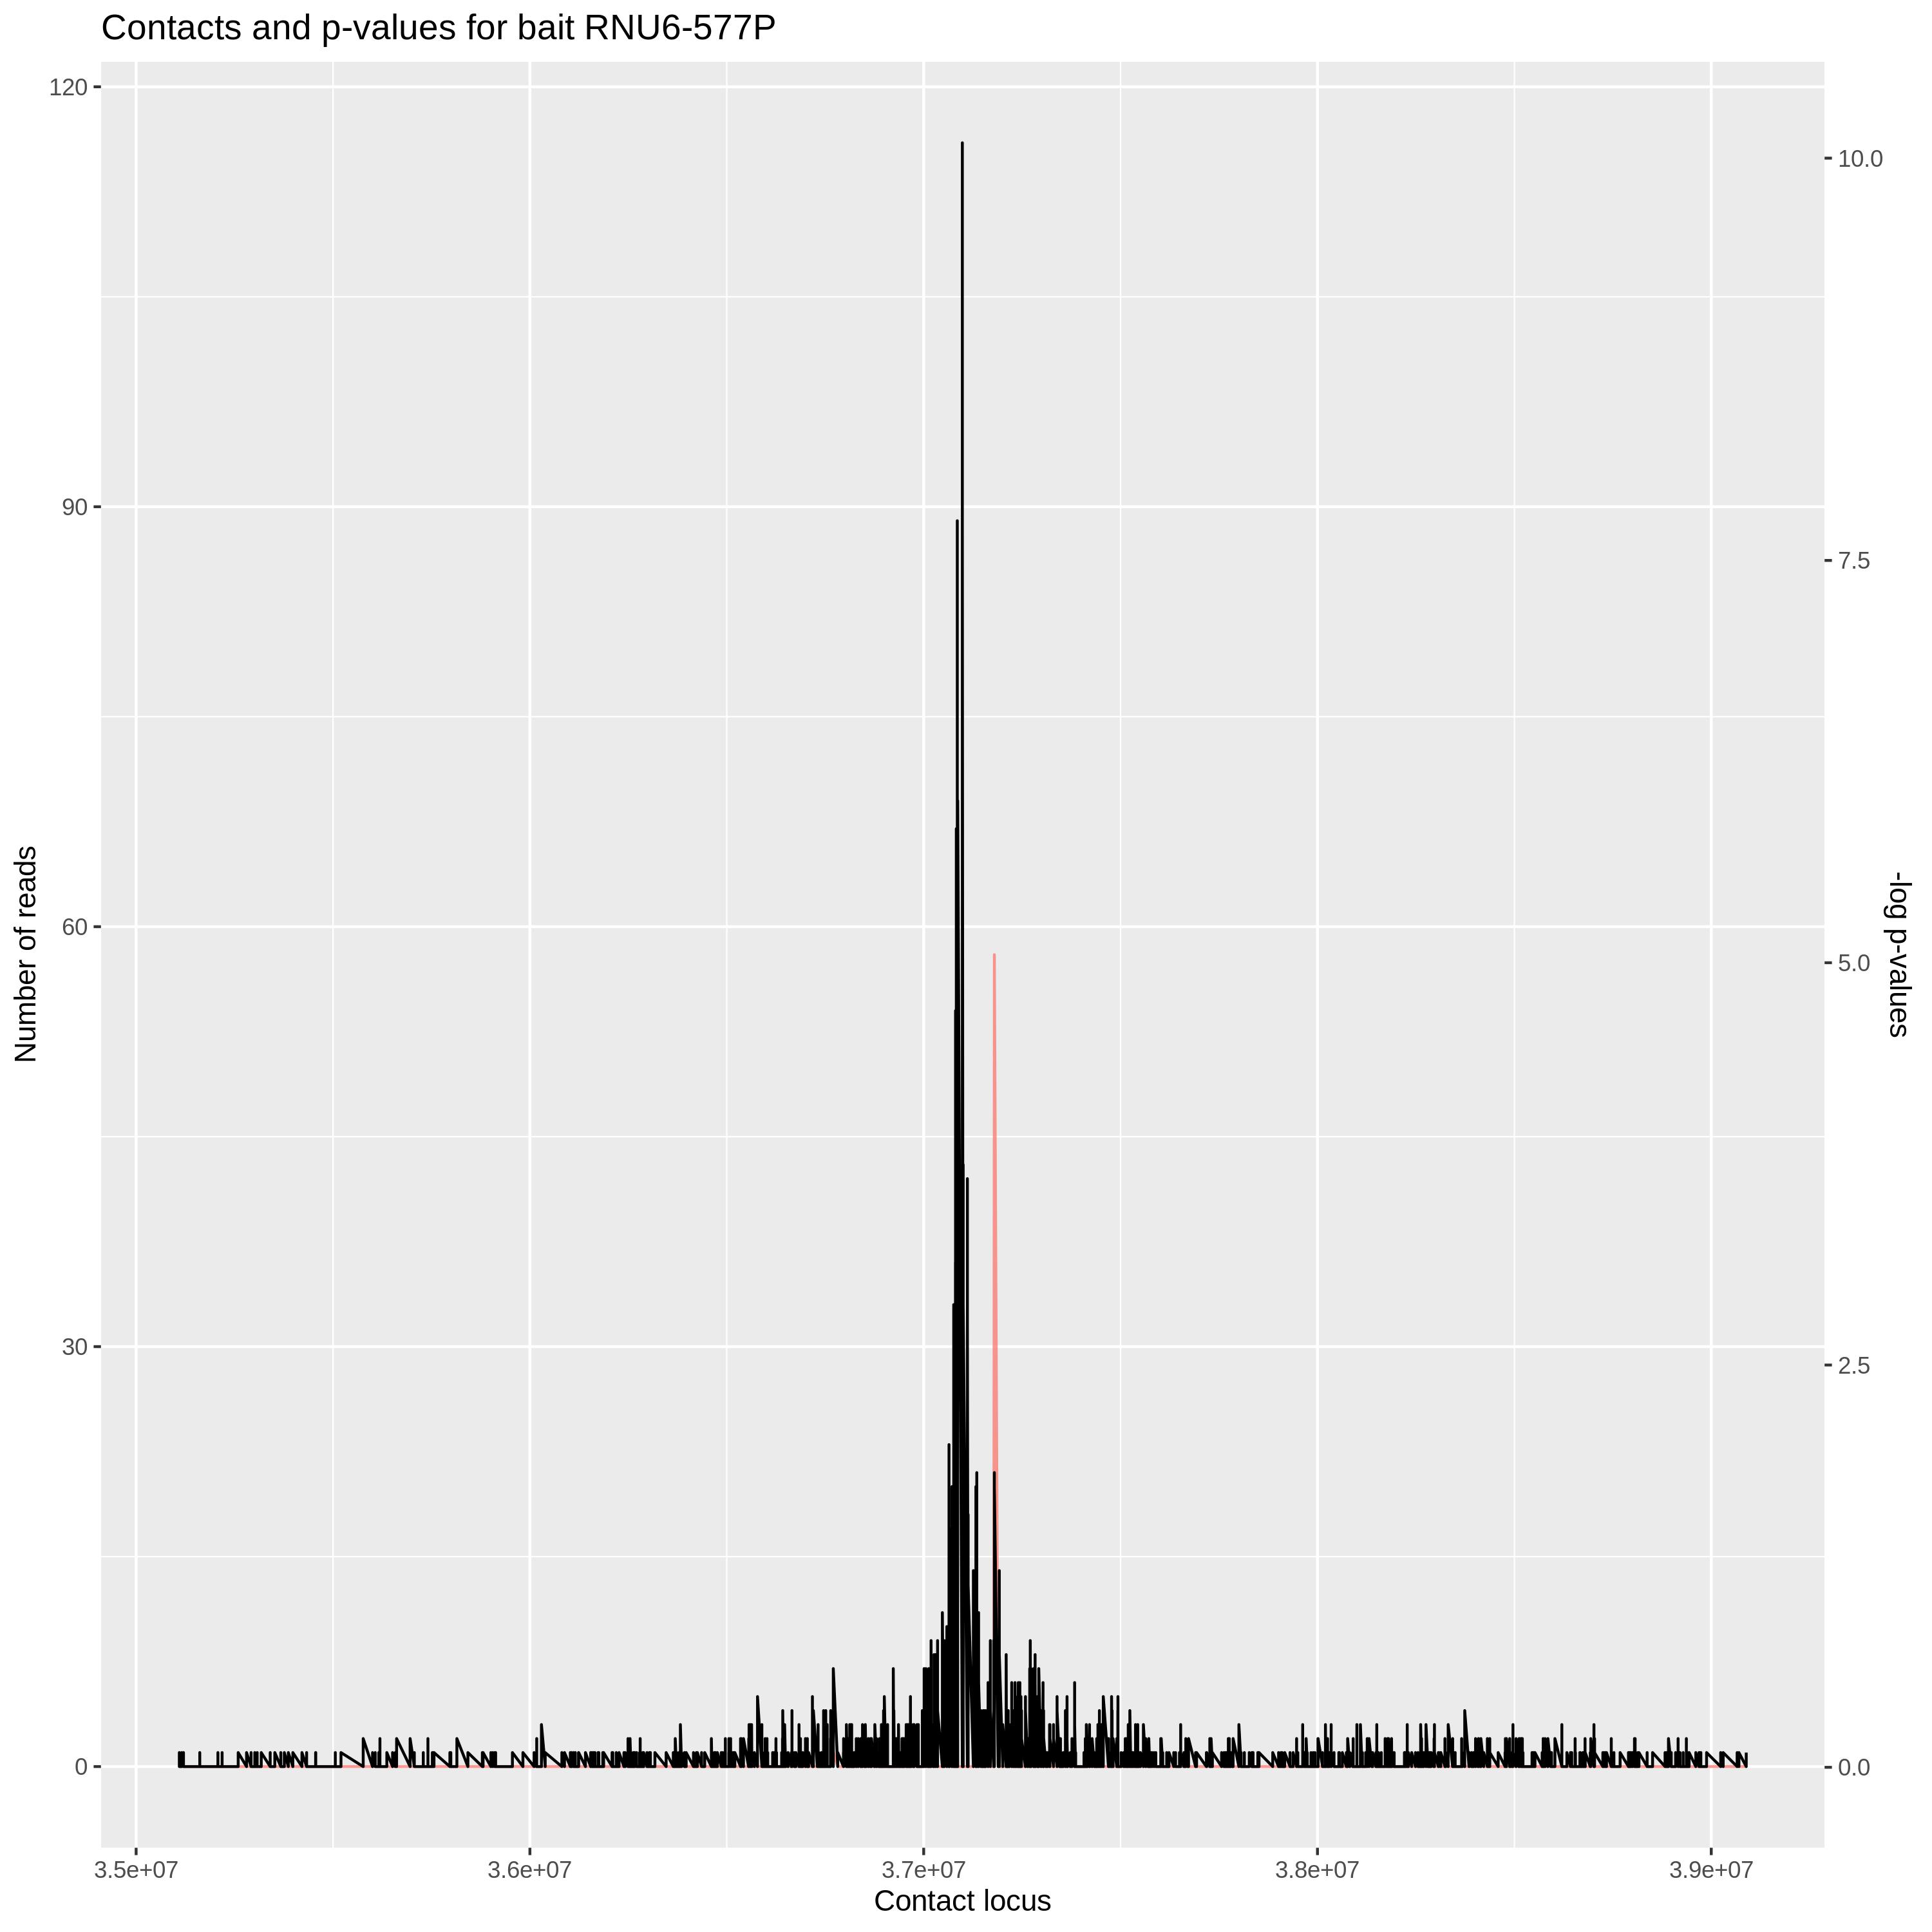 Contacts and p-values for bait RNU6-577P
120
90
60
30
0
Number of reads
10.0
7.5
5.0
2.5
0.0
-log p-values
3.5e+07
3.6e+07
3.7e+07
3.8e+07
3.9e+07
Contact locus